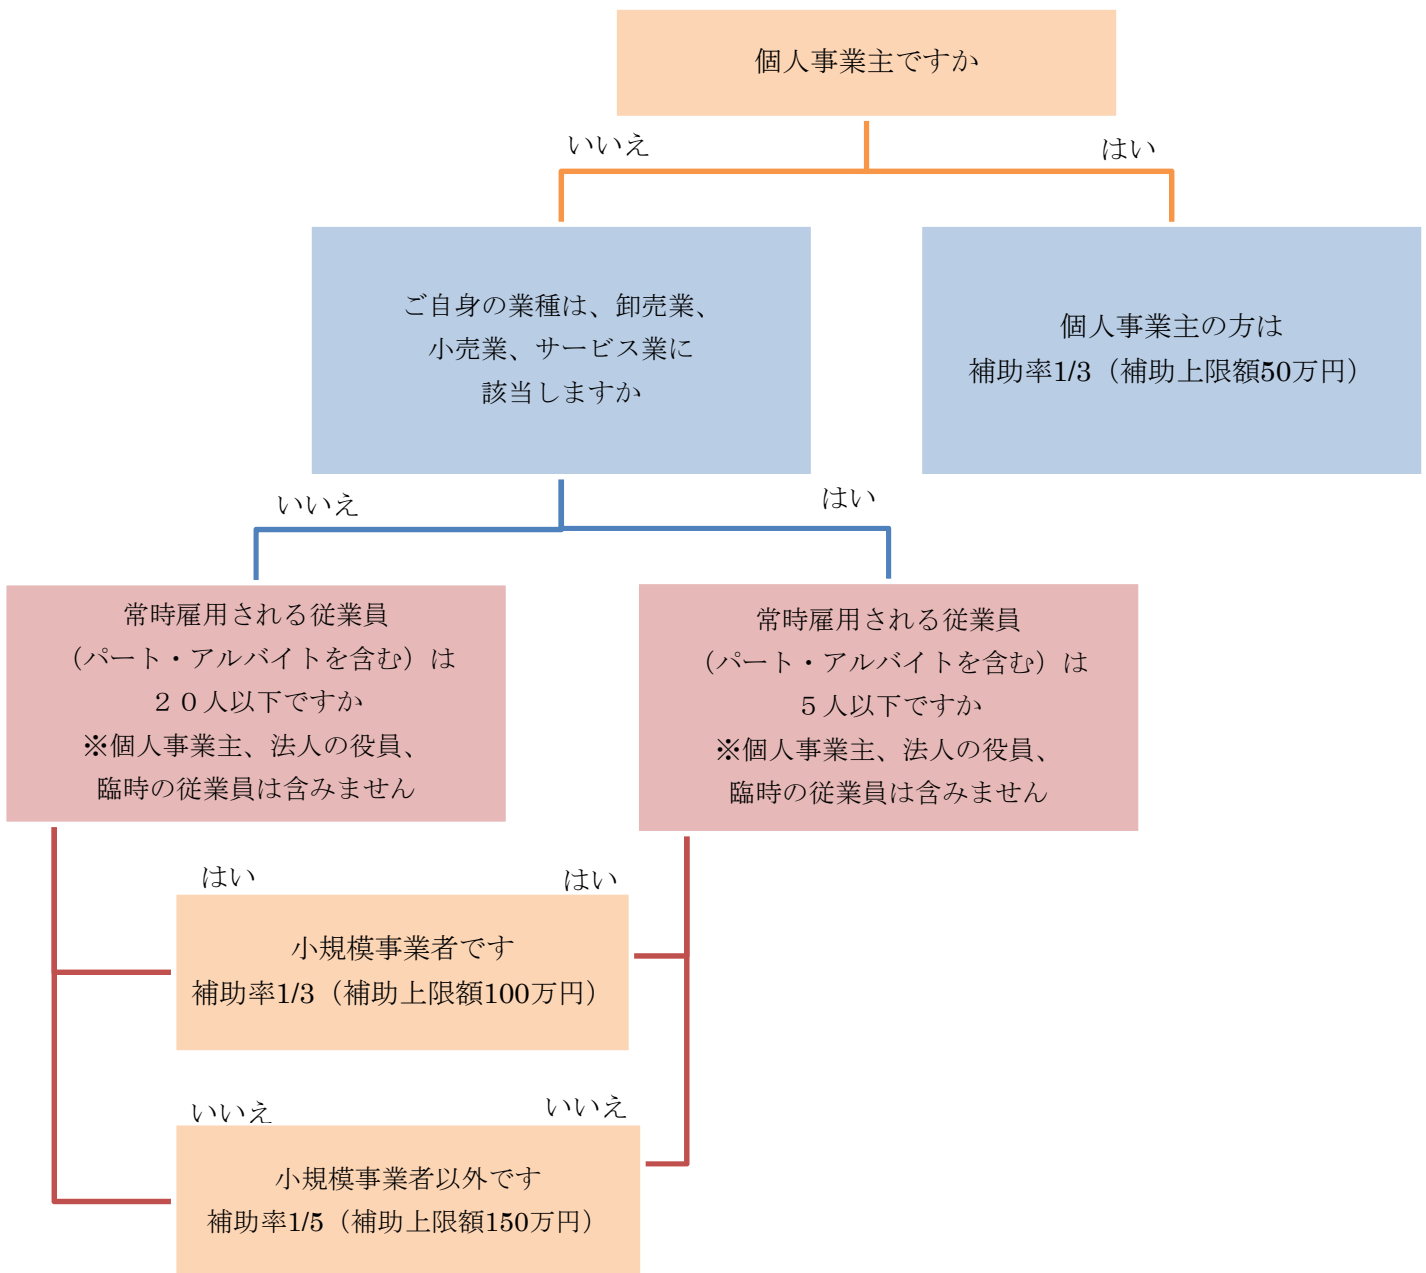 個人事業主ですか
いいえ
はい
ご自身の業種は、卸売業、
小売業、サービス業に
該当しますか
個人事業主の方は
補助率1/3（補助上限額50万円）
いいえ
はい
常時雇用される従業員
（パート・アルバイトを含む）は
２０人以下ですか
※個人事業主、法人の役員、
臨時の従業員は含みません
常時雇用される従業員
（パート・アルバイトを含む）は
５人以下ですか
※個人事業主、法人の役員、
臨時の従業員は含みません
はい
はい
小規模事業者です
補助率1/3（補助上限額100万円）
いいえ
いいえ
小規模事業者以外です
補助率1/5（補助上限額150万円）